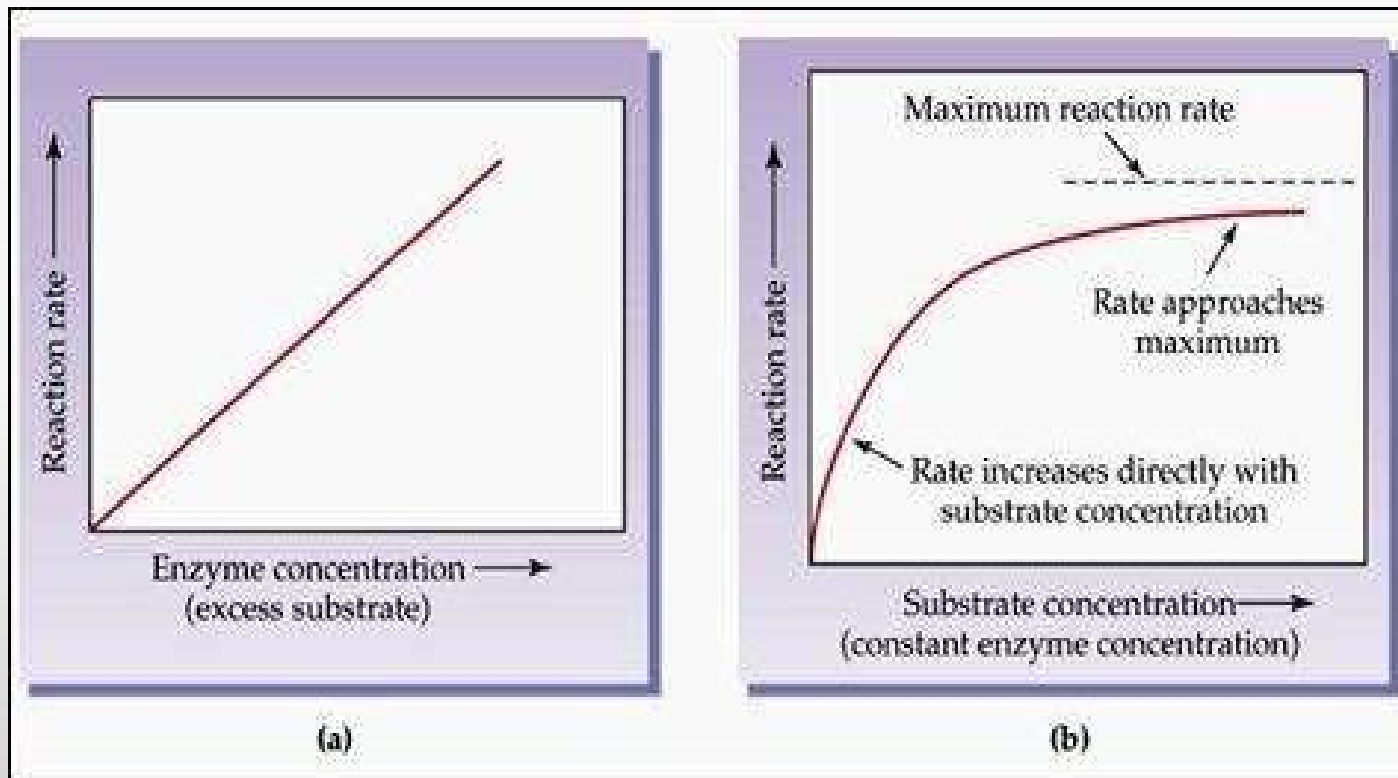 Reaction rate
Enzyme concentration
(excess substrate)
(a)
Maximum reaction rate
Rate approaches
maximum
Rate increases directly with
substrate concentration
Reaction rate
Substrate concentration
(constant enzyme concentration)
(b)